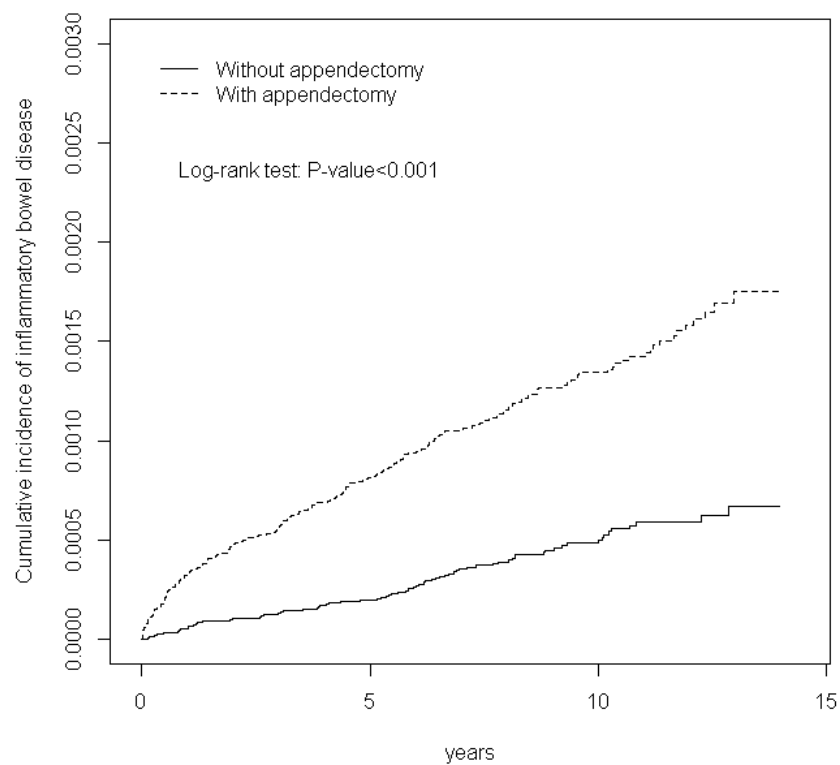 Without appendectomy
With appendectomy
Log-rank test: P-value<0.001
Cumulative incidence of inflammatory bowel disease
0.0030
0.0025
0.0020
0.0015
0.0010
0.0005
0.0000
0
5
10
15
years